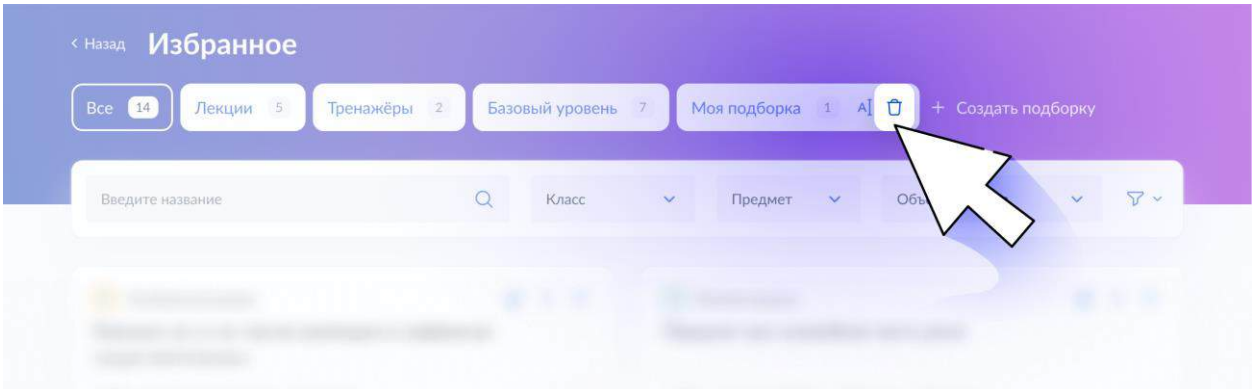 Назад Избранное
Все 14 Лекции 5 Тренажёры 2 Базовый уровень 7 Моя подборка 1 A + Создать подборку
Введите название Класс Предмет